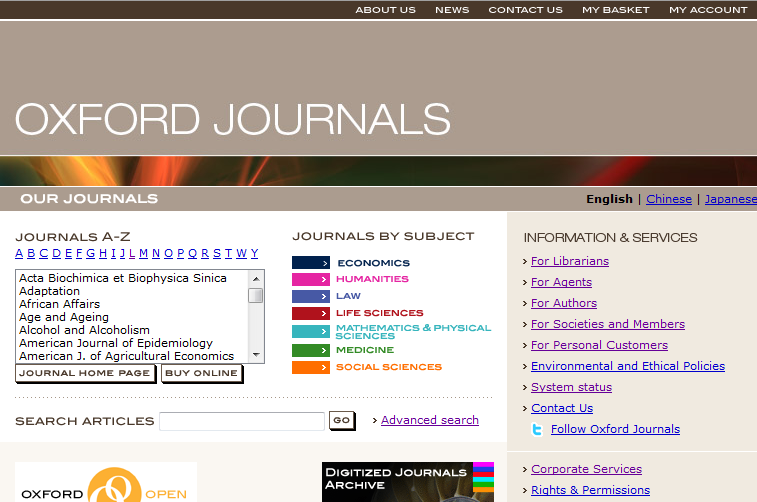 ABOUT US NEWS CONTACT US MY BASKET MY ACCOUNT
OXFORD JOURNALS
OUR JOURNALS
English | Chinese | Japanese
JOURNALS A-Z
A B C D E F G H I J L M N O P Q R S T W Y
Acta Biochimica et Biophysica Sinica
Adaptation
African Affairs
Age and Ageing
Alcohol and Alcoholism
American Journal of Epidemiology
American J. of Agricultural Economics
JOURNAL HOME PAGE BUY ONLINE
JOURNALS BY SUBJECT
ECONOMICS
HUMANITIES
LAW
LIFE SCIENCES
MATHEMATICS & PHYSICAL
SCIENCES
MEDICINE
SOCIAL SCIENCES
SEARCH ARTICLES GO Advanced search
OXFORD OPEN
DIGITIZED JOURNALS
ARCHIVE
INFORMATION & SERVICES
For Librarians
For Agents
For Authors
For Societies and Members
For Personal Customers
Environmental and Ethical Policies
System status
Contact Us
Follow Oxford Journals
Corporate Services
Rights & Permissions